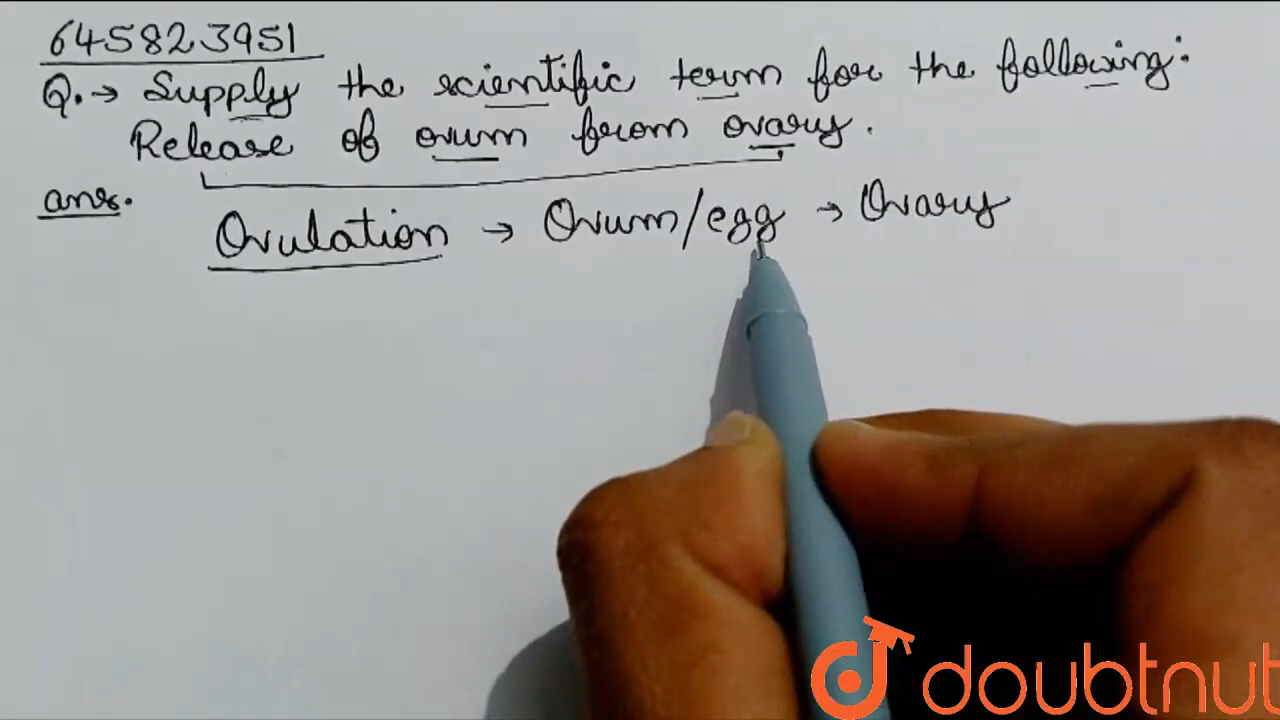 645823951
Q. → Supply the scientific term for the following:
Release of ovum from ovary.
ans.
Ovulation → Ovum/egg → Ovary
doubtnut